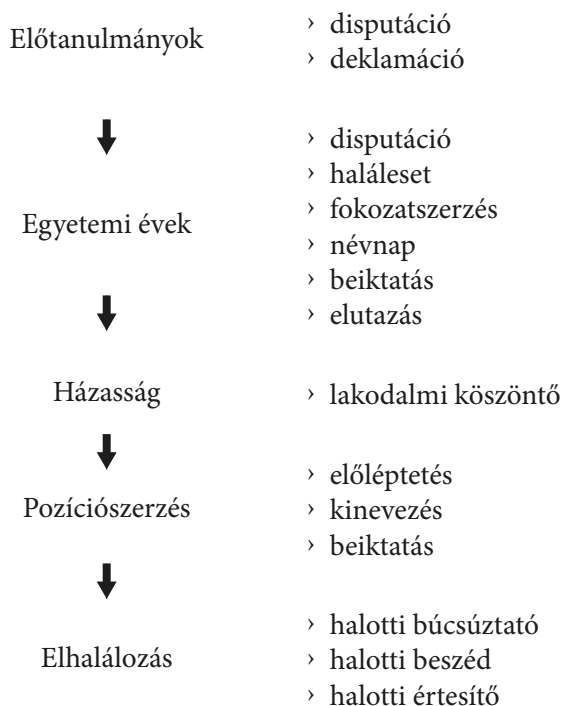 Előtanulmányok
› disputáció
› deklamáció
Egyetemi évek
› disputáció
› haláleset
› fokozatszerzés
› névnap
› beiktatás
› elutazás
Házasság
› lakodalmi köszöntő
Pozíciószerzés
› előléptetés
› kinevezés
› beiktatás
Elhalálozás
› halotti búcsúztató
› halotti beszéd
› halotti értesítő